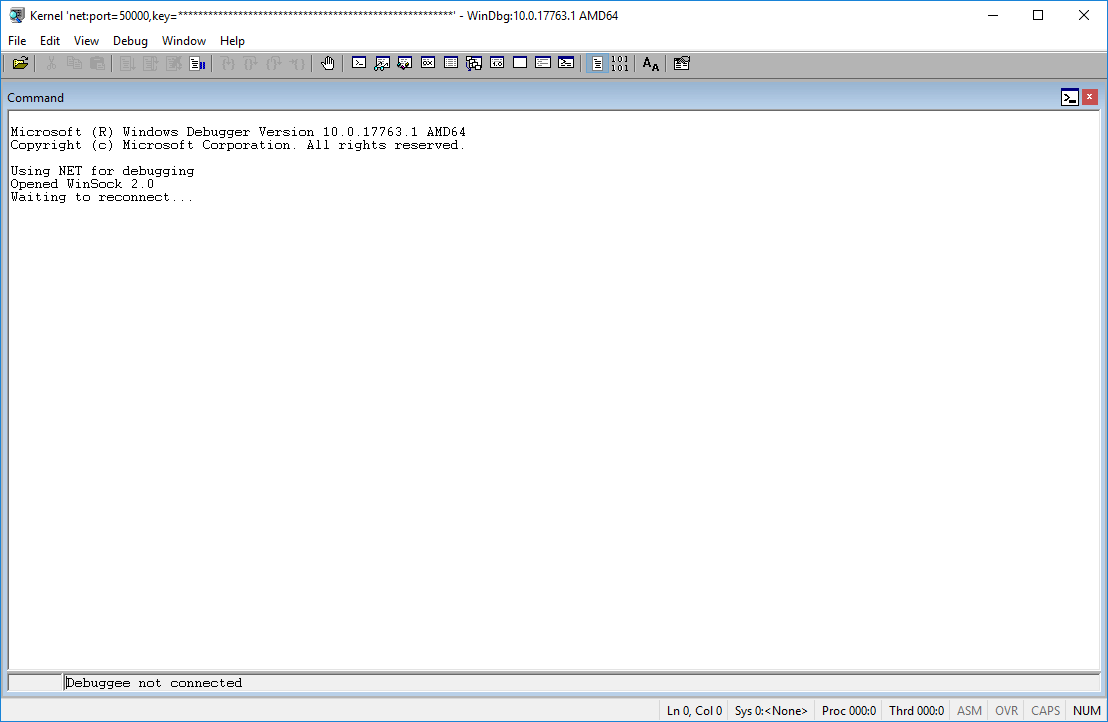 Kernel 'net:port=50000,key=*******************************************************' - WinDbg:10.0.17763.1 AMD64
File Edit View Debug Window Help
Command
Microsoft (R) Windows Debugger Version 10.0.17763.1 AMD64
Copyright (c) Microsoft Corporation. All rights reserved.
Using NET for debugging
Opened WinSock 2.0
Waiting to reconnect...
Debuggee not connected
Ln 0, Col 0 Sys 0:<None> Proc 000:0 Thrd 000:0 ASM OVR CAPS NUM